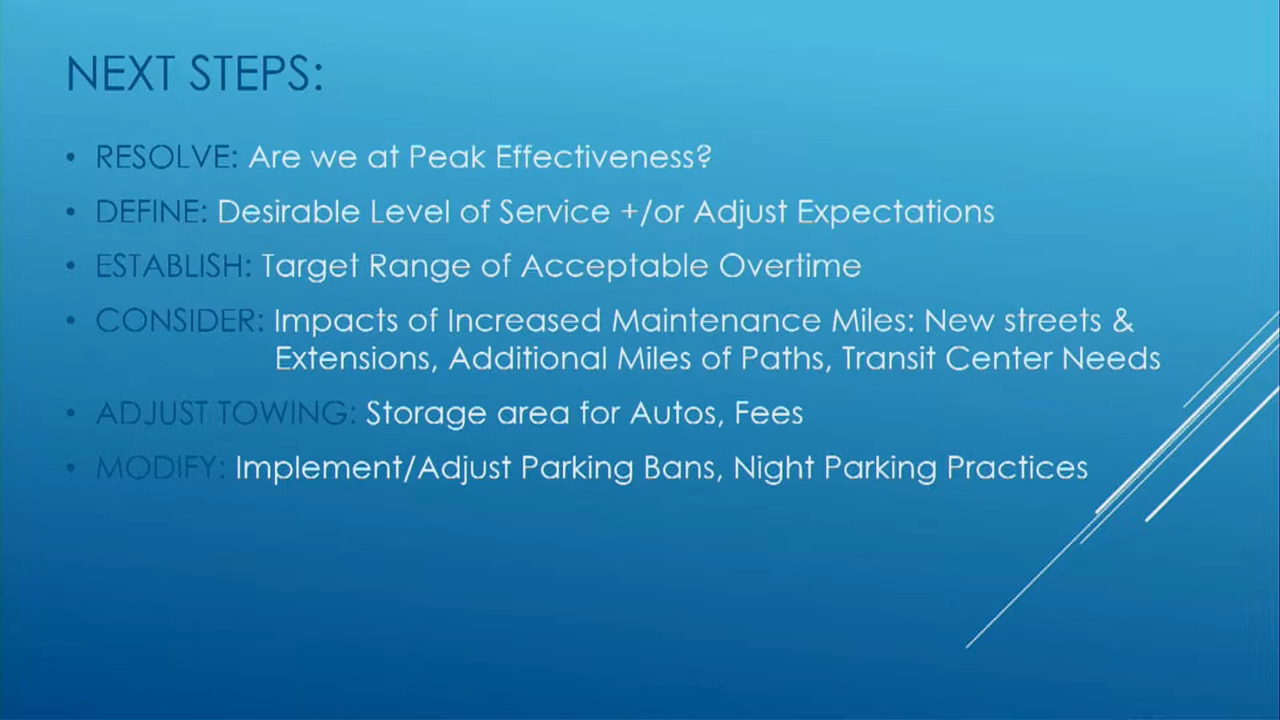 NEXT STEPS:
• RESOLVE: Are we at Peak Effectiveness?
• DEFINE: Desirable Level of Service +/or Adjust Expectations
• ESTABLISH: Target Range of Acceptable Overtime
• CONSIDER: Impacts of Increased Maintenance Miles: New streets &
Extensions, Additional Miles of Paths, Transit Center Needs
• ADJUST TOWING: Storage area for Autos, Fees
• MODIFY: Implement/Adjust Parking Bans, Night Parking Practices